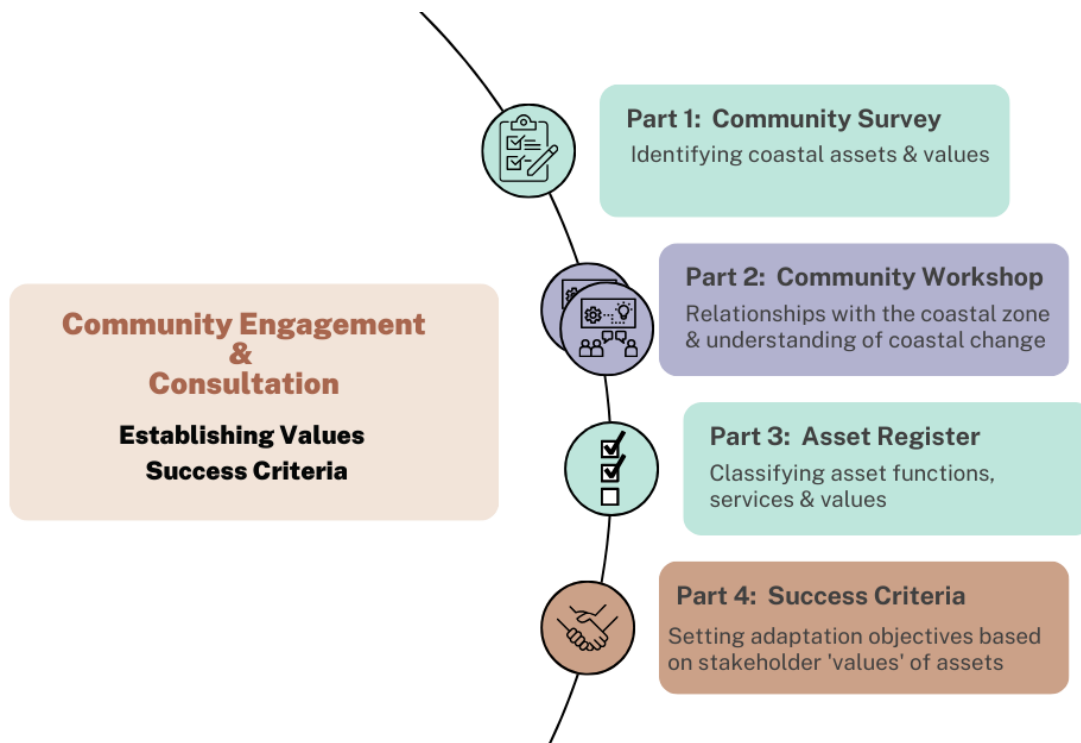 Community Engagement
&
Consultation
Establishing Values
Success Criteria
Part 1: Community Survey
Identifying coastal assets & values
Part 2: Community Workshop
Relationships with the coastal zone
& understanding of coastal change
Part 3: Asset Register
Classifying asset functions,
services & values
Part 4: Success Criteria
Setting adaptation objectives based
on stakeholder 'values' of assets